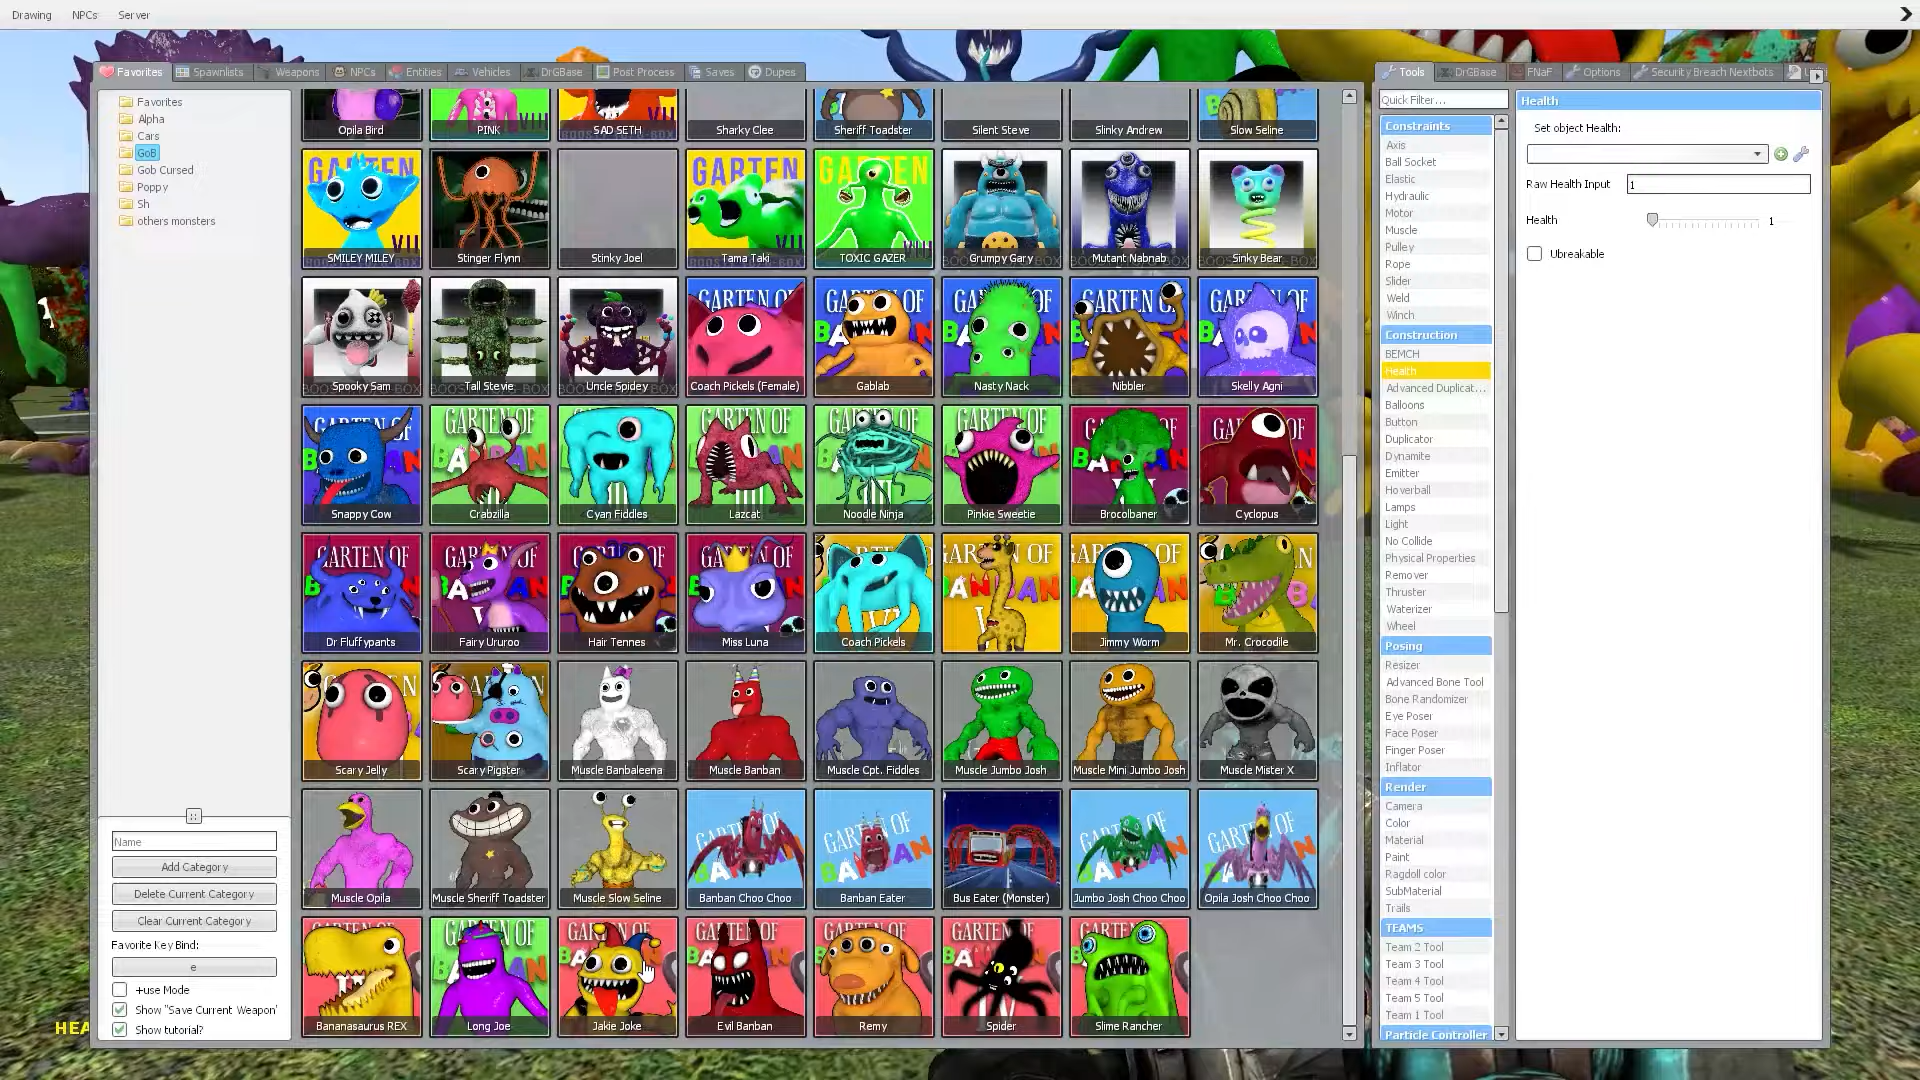 Drawing NPCs Server
Favorites Spawnlists Weapons NPCs Entities Vehicles DrGBase Post Process Saves Dupes
Tools DrGBase FNaF Options Security Breach Nextbots
Favorites
Alpha
Cars
GoB
Gob Cursed
Poppy
Sh
others monsters
Name
Add Category
Delete Current Category
Clear Current Category
Favorite Key Bind:
e
+use Mode
Show "Save Current Weapon"
Show tutorial?
HEA
Opila Bird PINK SAD SETH Sharky Clee Sheriff Toadster Silent Steve Slinky Andrew Slow Seline
SMILEY MILEY Stinger Flynn Stinky Joel Tama Taki TOXIC GAZER Grumpy Gary Mutant Nabnab Sinky Bear
Spooky Sam Tall Stevie Uncle Spidey Coach Pickels (Female) Gablab Nasty Nack Nibbler Skelly Agni
Snappy Cow Crabzilla Cyan Fiddles Lazcat Noodle Ninja Pinkie Sweetie Brocolbaner Cyclopus
Dr Fluffypants Fairy Ururoo Hair Tennes Miss Luna Coach Pickels Jimmy Worm Mr. Crocodile
Scary Jelly Scary Pigster Muscle Banbaleena Muscle Banban Muscle Cpt. Fiddles Muscle Jumbo Josh Muscle Mini Jumbo Josh Muscle Mister X
Muscle Opila Muscle Sheriff Toadster Muscle Slow Seline Banban Choo Choo Banban Eater Bus Eater (Monster) Jumbo Josh Choo Choo Opila Josh Choo Choo
Bananasaurus REX Long Joe Jakie Joke Evil Banban Remy Spider Slime Rancher
Quick Filter...
Constraints
Axis
Ball Socket
Elastic
Hydraulic
Motor
Muscle
Pulley
Rope
Slider
Weld
Winch
Construction
BEMCH
Health
Advanced Duplicat...
Balloons
Button
Duplicator
Dynamite
Emitter
Hoverball
Lamps
Light
No Collide
Physical Properties
Remover
Thruster
Waterizer
Wheel
Posing
Resizer
Advanced Bone Tool
Bone Randomizer
Eye Poser
Face Poser
Finger Poser
Inflator
Render
Camera
Color
Material
Paint
Ragdoll color
SubMaterial
Trails
TEAMS
Team 2 Tool
Team 3 Tool
Team 4 Tool
Team 5 Tool
Team 1 Tool
Particle Controller
Health
Set object Health:
Raw Health Input 1
Health 1
Ubreakable